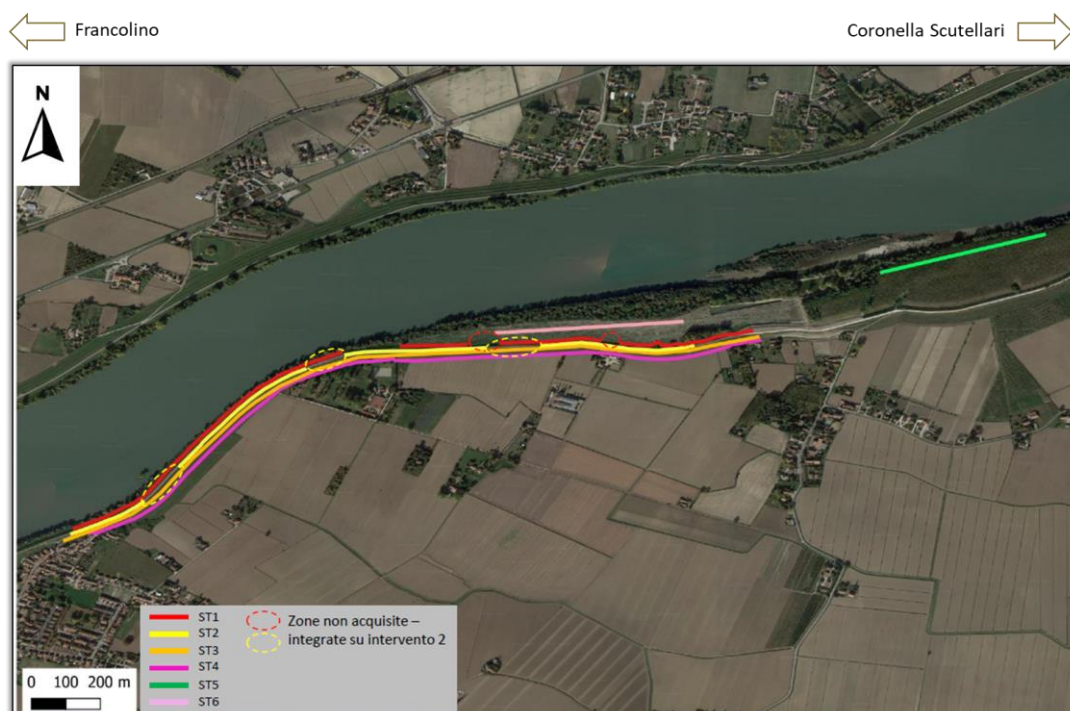 Francolino
Coronella Scutellari
N
ST1
ST2
ST3
ST4
ST5
ST6
Zone non acquisite –
integrate su intervento 2
0 100 200 m